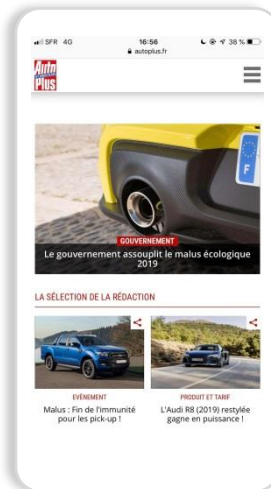 SFR 4G 16:56 38 %
autoplus.fr
Auto
Plus
F
GOUVERNEMENT
Le gouvernement assouplit le malus écologique
2019
LA SÉLECTION DE LA RÉDACTION
EVÉNEMENT PRODUIT ET TARIF
Malus : Fin de l'immunité L'Audi R8 (2019) restylée
pour les pick-up ! gagne en puissance !